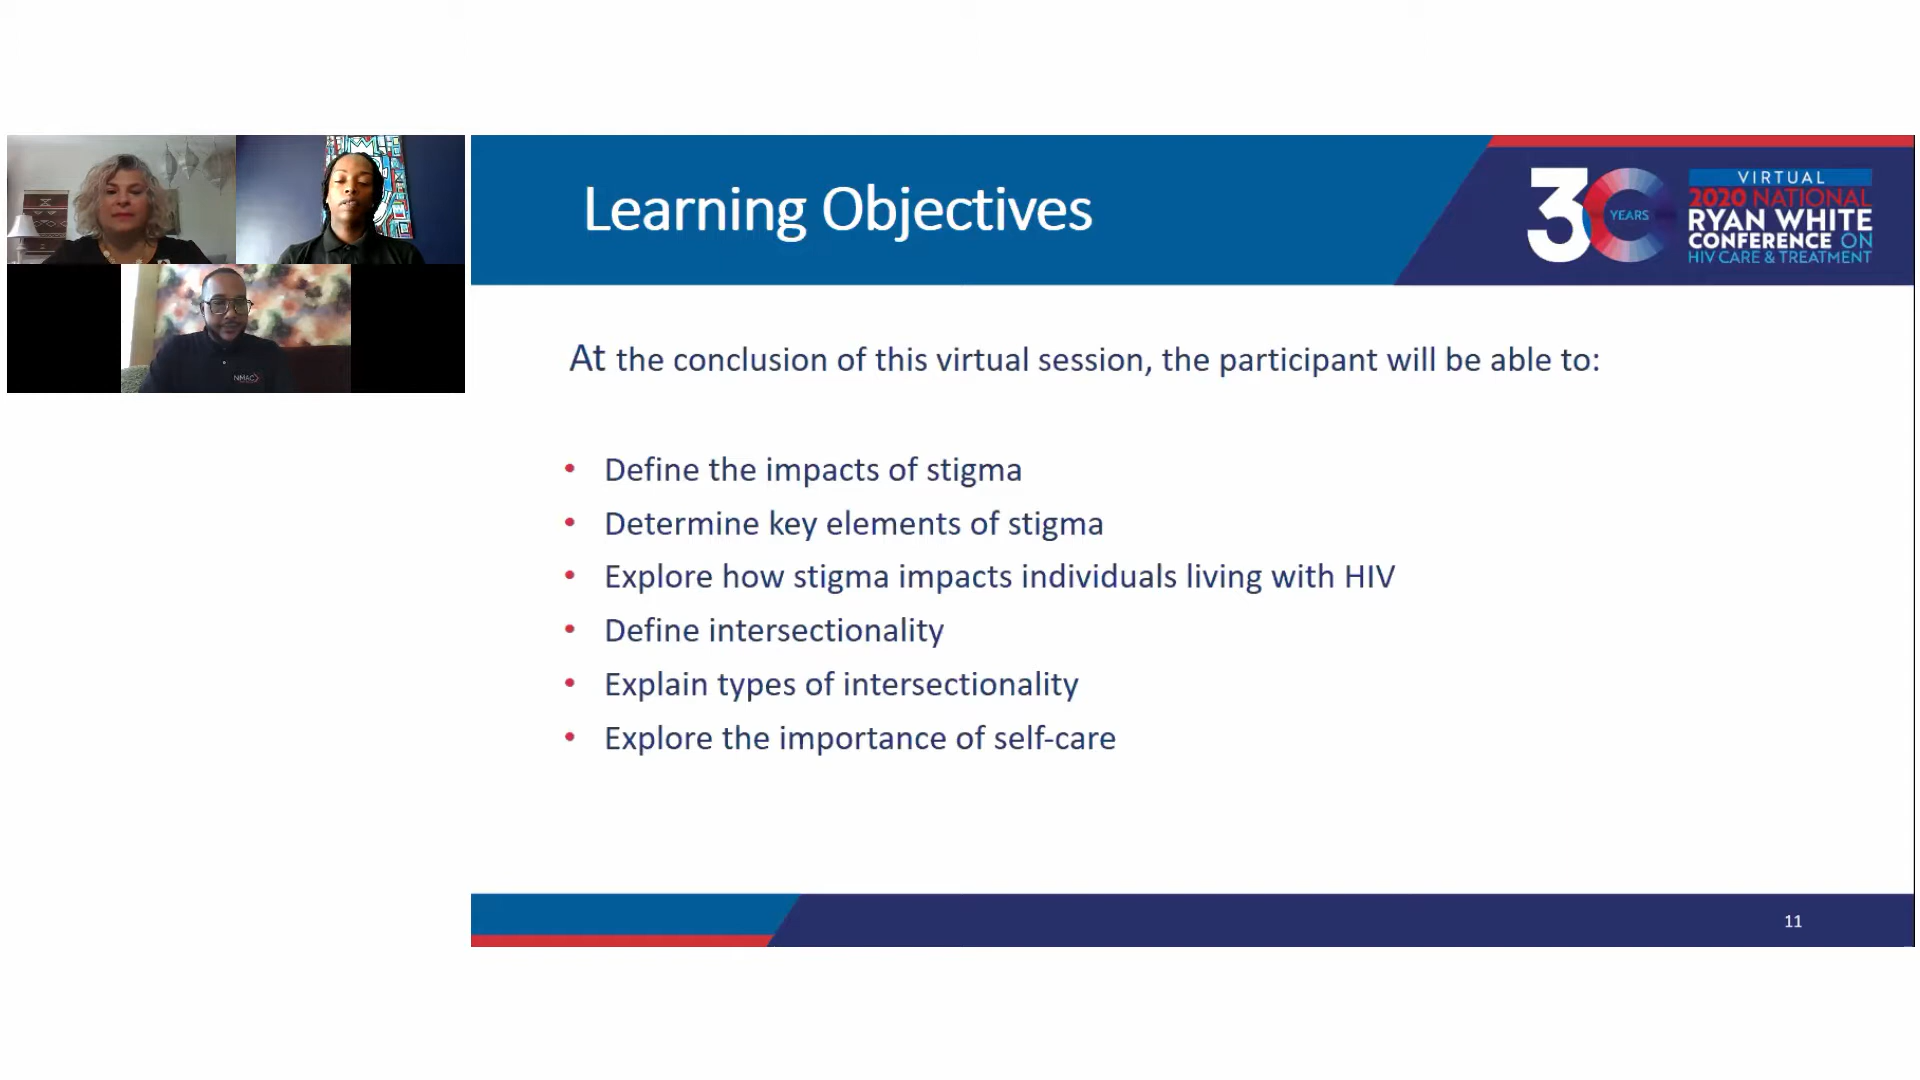 Learning Objectives
30 YEARS
VIRTUAL
2020 NATIONAL
RYAN WHITE
CONFERENCE ON
HIV CARE & TREATMENT
At the conclusion of this virtual session, the participant will be able to:
• Define the impacts of stigma
• Determine key elements of stigma
• Explore how stigma impacts individuals living with HIV
• Define intersectionality
• Explain types of intersectionality
• Explore the importance of self-care
NMAC
11